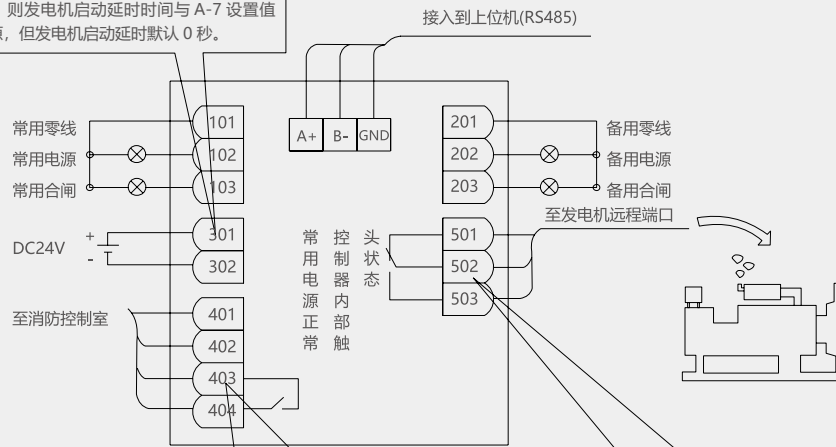 则发电机启动延时时间与 A-7 设置值
，但发电机启动延时默认 0 秒。
接入到上位机(RS485)
A+ B- GND
常用零线
常用电源
常用合闸
101
102
103
201
202
203
备用零线
备用电源
备用合闸
DC24V
+
-
301
302
常用电源正常
控制器内部触
头状态
501
502
503
至发电机远程端口
至消防控制室
401
402
403
404